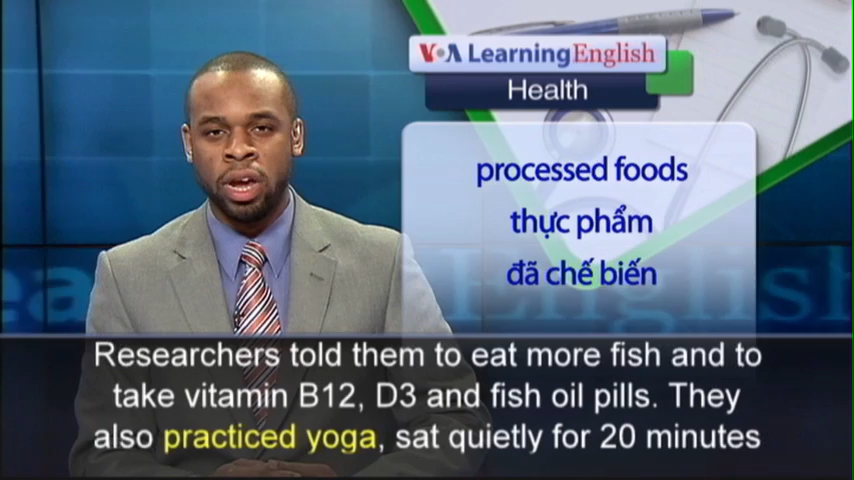 VOA Learning English
Health
processed foods
thực phẩm
đã chế biến
Researchers told them to eat more fish and to
take vitamin B12, D3 and fish oil pills. They
also practiced yoga, sat quietly for 20 minutes